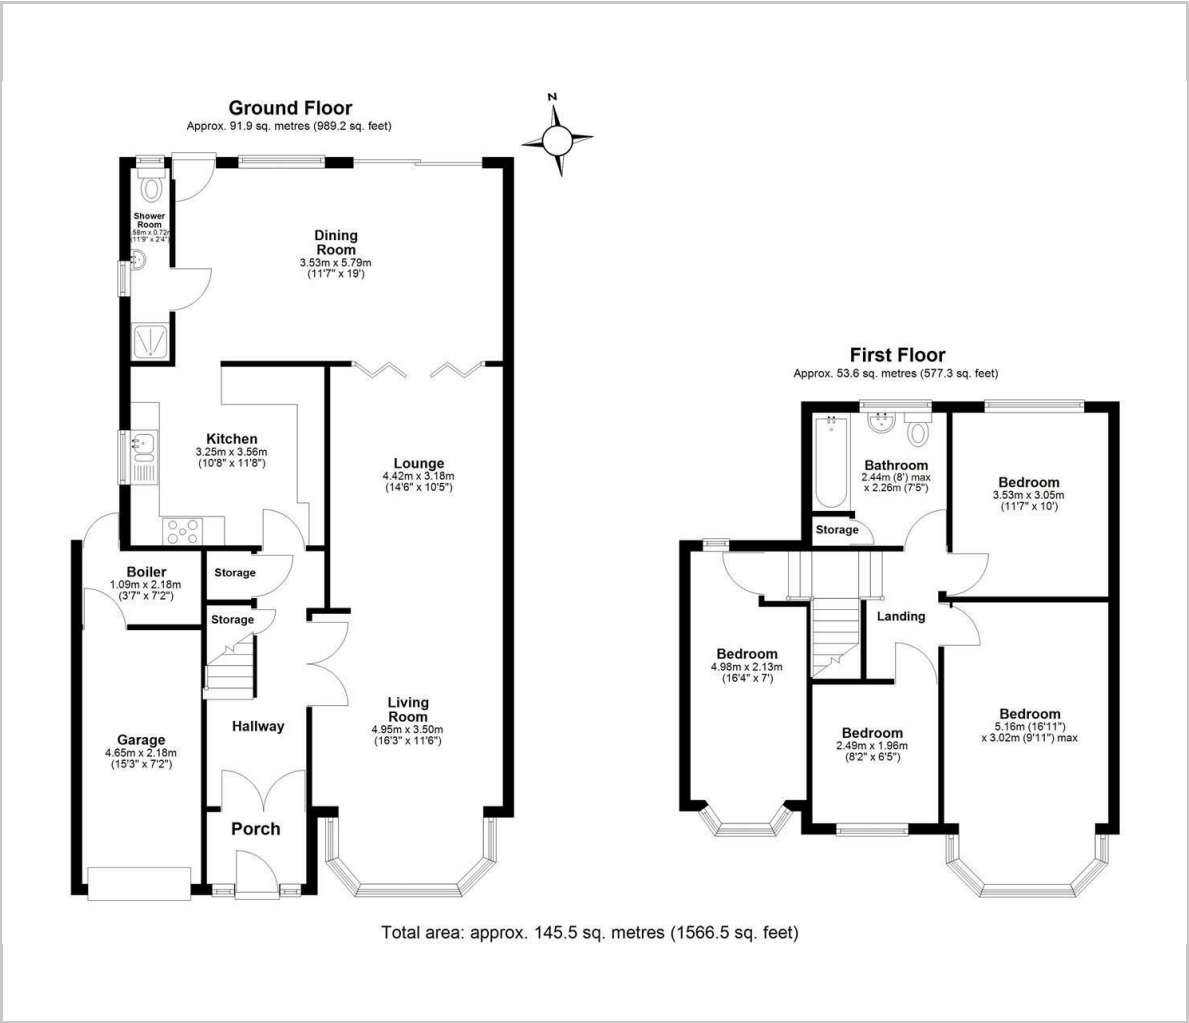 Ground Floor
Approx. 91.9 sq. metres (989.2 sq. feet)
N
Shower
Room
.58m x 0.72m
(11'9" x 2'4")
Dining
Room
3.53m x 5.79m
(11'7" x 19')
Kitchen
3.25m x 3.56m
(10'8" x 11'8")
Lounge
4.42m x 3.18m
(14'6" x 10'5")
Boiler
1.09m x 2.18m
(3'7" x 7'2")
Storage
Storage
Living
Room
4.95m x 3.50m
(16'3" x 11'6")
Hallway
Garage
4.65m x 2.18m
(15'3" x 7'2")
Porch
First Floor
Approx. 53.6 sq. metres (577.3 sq. feet)
Bathroom
2.44m (8') max
x 2.26m (7'5")
Bedroom
3.53m x 3.05m
(11'7" x 10')
Storage
Landing
Bedroom
4.98m x 2.13m
(16'4" x 7')
Bedroom
2.49m x 1.96m
(8'2" x 6'5")
Bedroom
5.16m (16'11")
x 3.02m (9'11") max
Total area: approx. 145.5 sq. metres (1566.5 sq. feet)